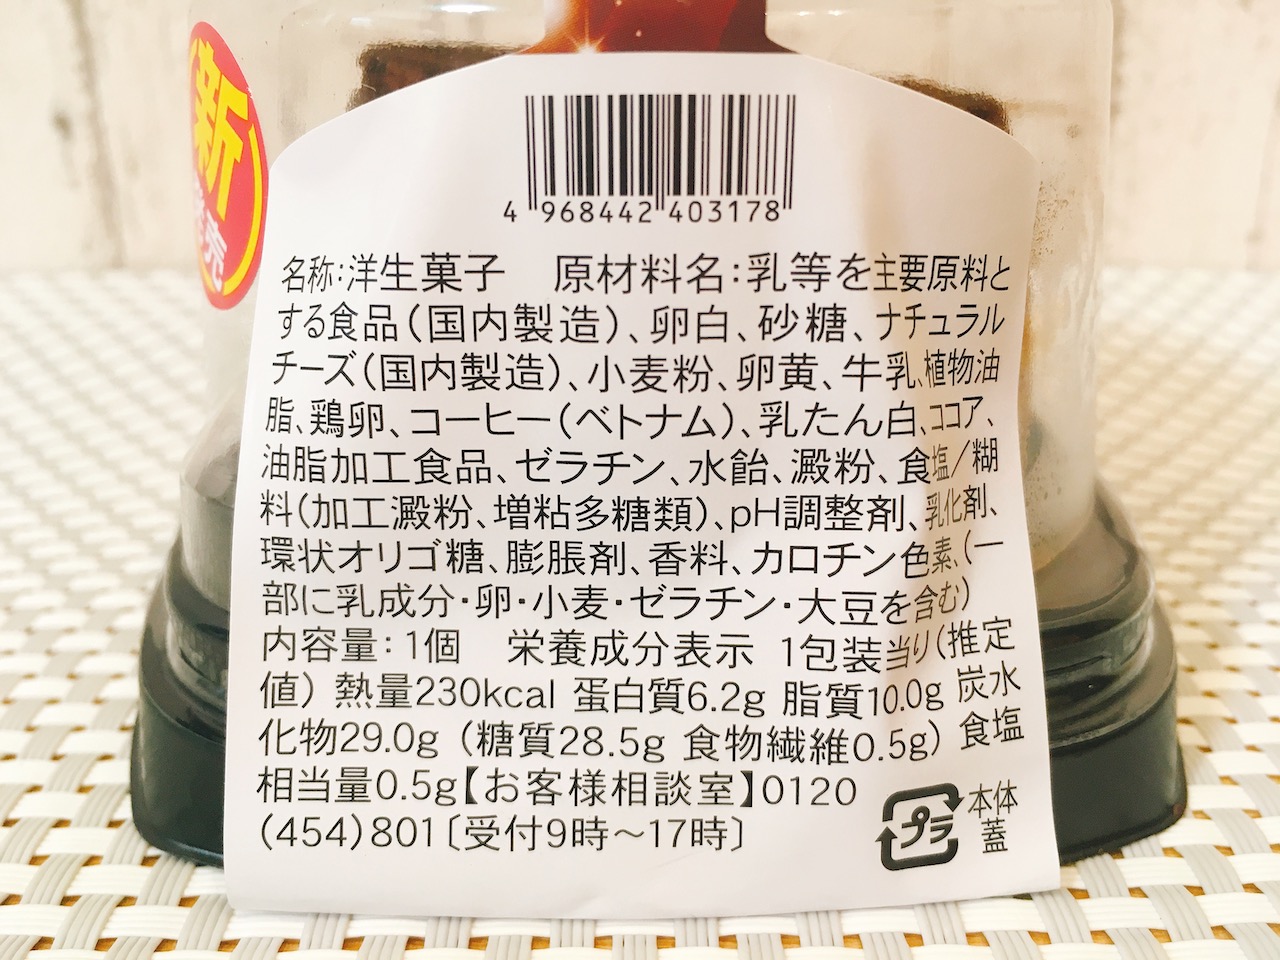 新
発売
4 968442 403178
名称:洋生菓子 原材料名:乳等を主要原料と
する食品(国内製造)、卵白、砂糖、ナチュラル
チーズ(国内製造)、小麦粉、卵黄、牛乳、植物油
脂、鶏卵、コーヒー(ベトナム)、乳たん白、ココア、
油脂加工食品、ゼラチン、水飴、澱粉、食塩/糊
料(加工澱粉、増粘多糖類)、pH調整剤、乳化剤、
環状オリゴ糖、膨脹剤、香料、カロチン色素、(一
部に乳成分・卵・小麦・ゼラチン・大豆を含む)
内容量:1個 栄養成分表示 1包装当り(推定
値) 熱量230kcal 蛋白質6.2g 脂質10.0g 炭水
化物29.0g (糖質28.5g 食物繊維0.5g) 食塩
相当量0.5g【お客様相談室】0120
(454)801〔受付9時〜17時〕
プラ
本体
蓋